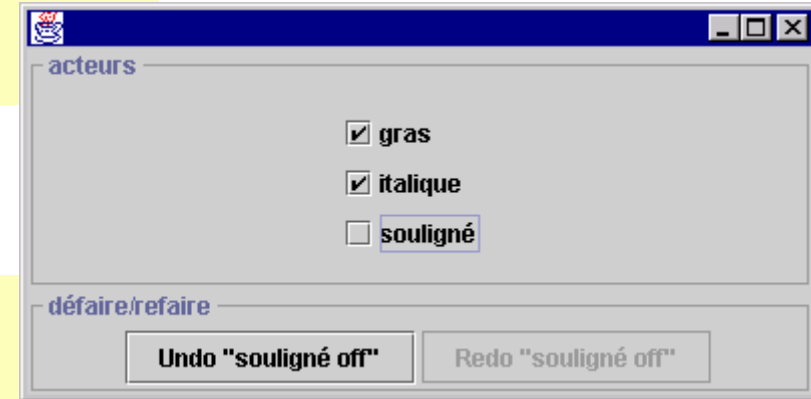 acteurs
gras
italique
souligné
défaire/refaire
Undo "souligné off" Redo "souligné off"